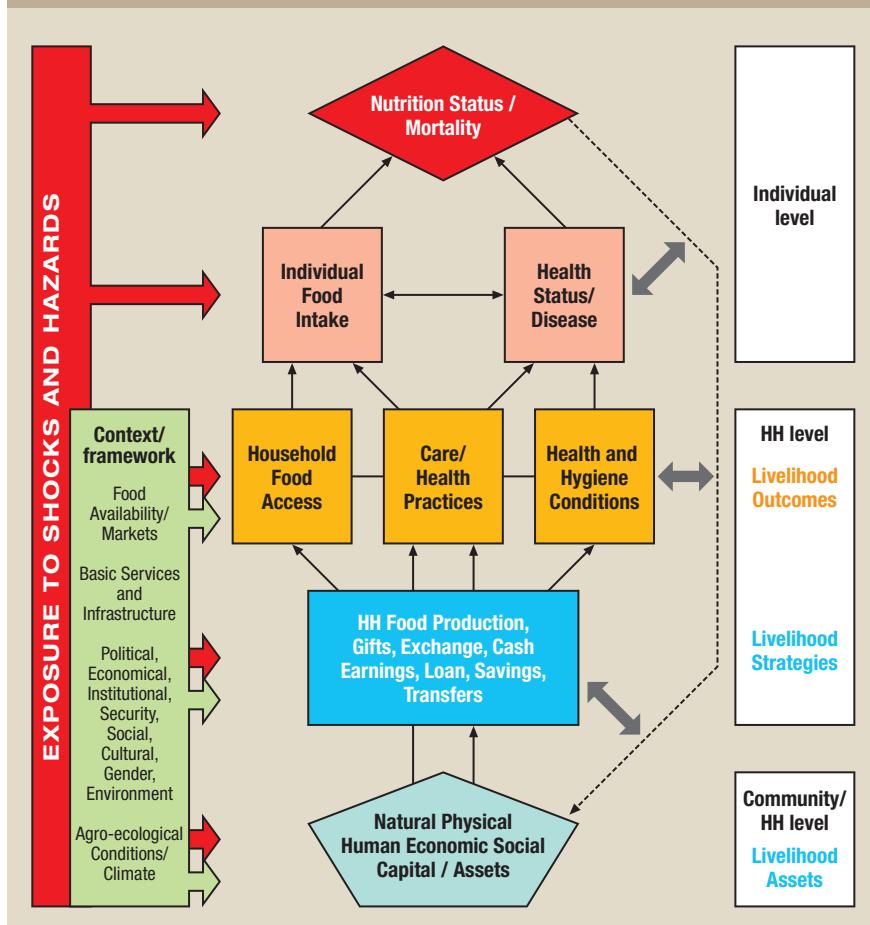 EXPOSURE TO SHOCKS AND HAZARDS
Context/
framework
Food
Availability/
Markets
Basic Services
and
Infrastructure
Political,
Economical,
Institutional,
Security,
Social,
Cultural,
Gender,
Environment
Agro-ecological
Conditions/
Climate
Nutrition Status /
Mortality
Individual
Food
Intake
Health
Status/
Disease
Household
Food
Access
Care/
Health
Practices
Health and
Hygiene
Conditions
HH Food Production,
Gifts, Exchange, Cash
Earnings, Loan, Savings,
Transfers
Natural Physical
Human Economic Social
Capital / Assets
Individual
level
HH level
Livelihood
Outcomes
Livelihood
Strategies
Community/
HH level
Livelihood
Assets